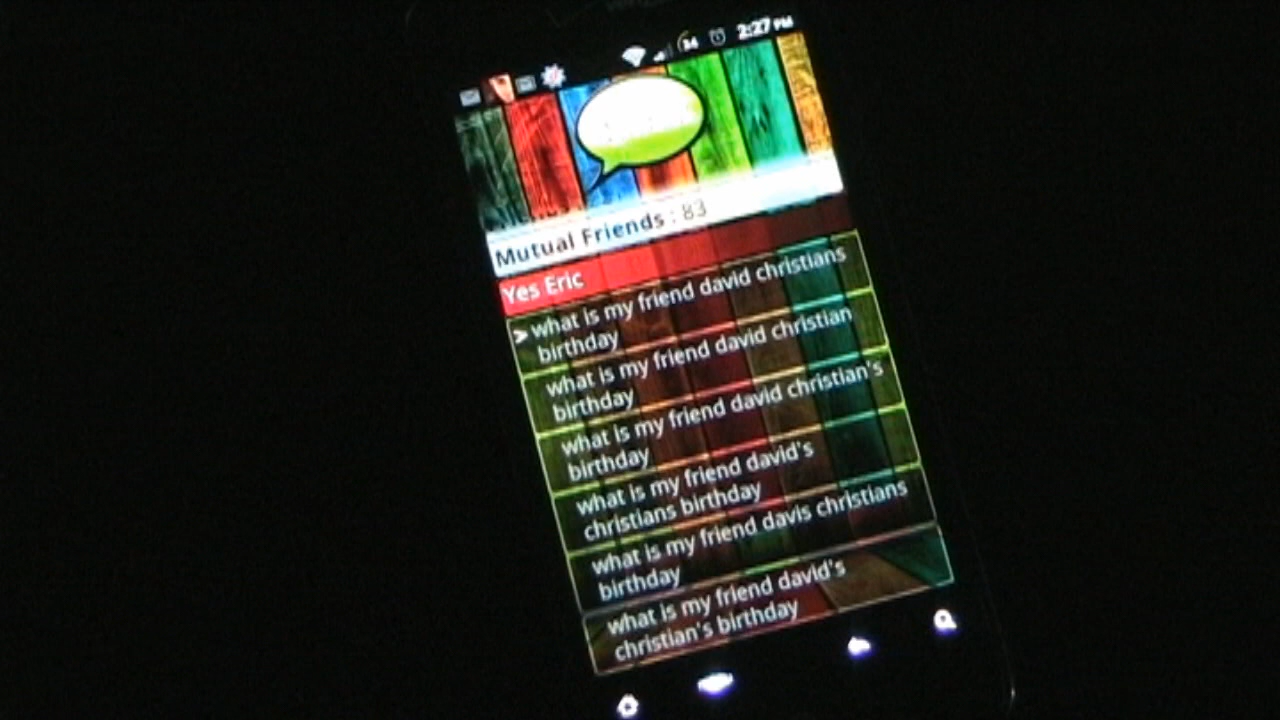 34 2:27 PM
Mutual Friends : 83
Yes Eric
> what is my friend david christians
birthday
what is my friend david christian
birthday
what is my friend david christian's
birthday
what is my friend david's
christians birthday
what is my friend davis christians
birthday
what is my friend david's
christian's birthday